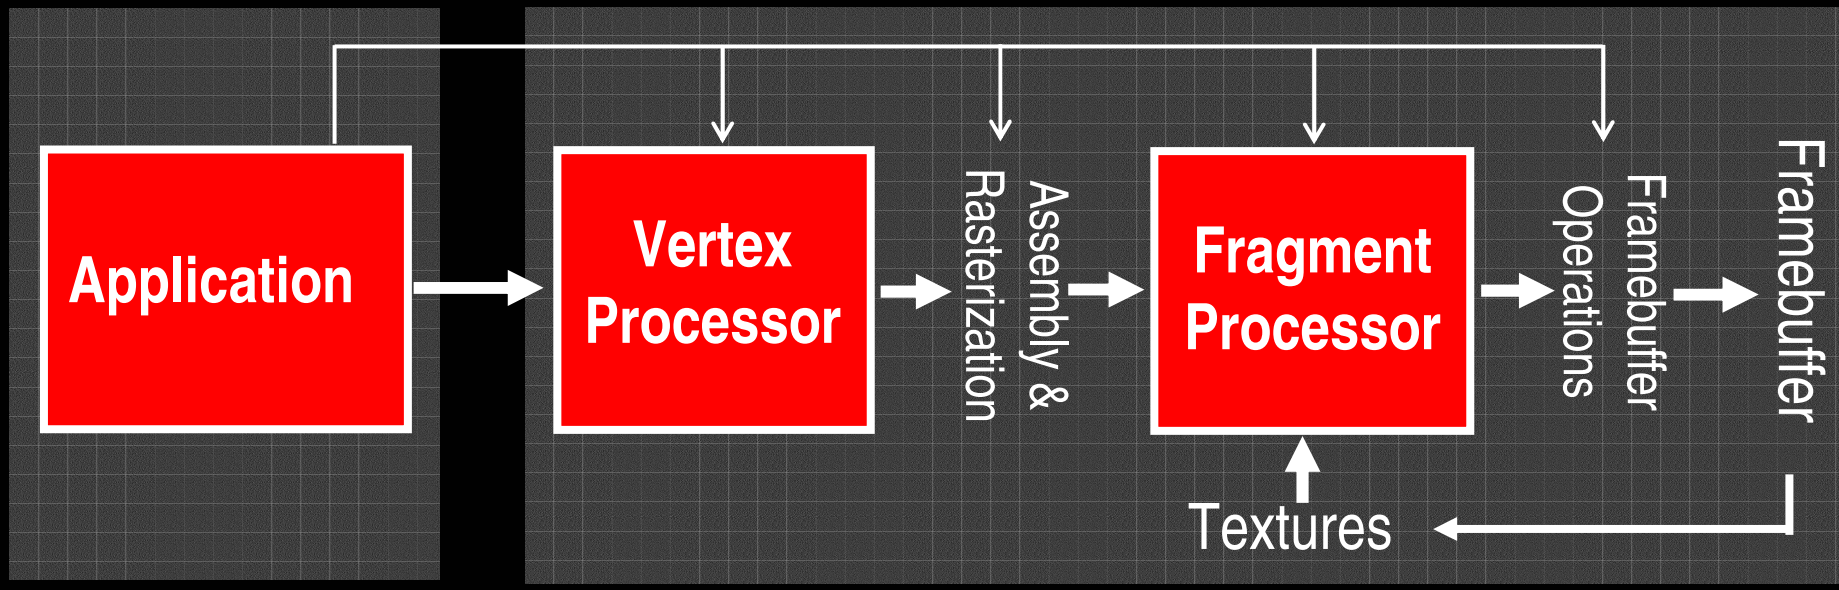 Application
Vertex
Processor
Assembly &
Rasterization
Fragment
Processor
Framebuffer
Operations
Framebuffer
Textures